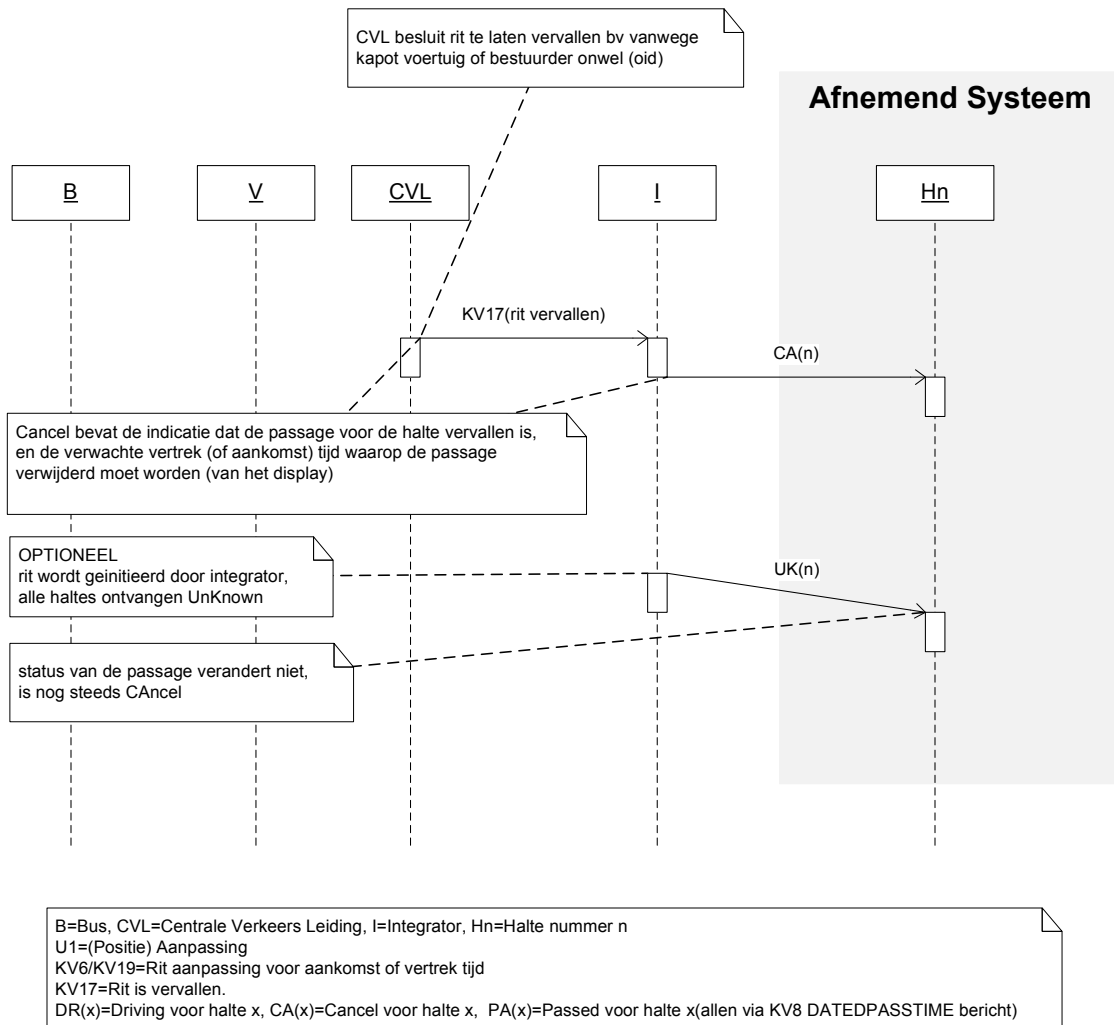 CVL besluit rit te laten vervallen bv vanwege
kapot voertuig of bestuurder onwel (oid)
Afnemend Systeem
B
V
CVL
I
Hn
KV17(rit vervallen)
CA(n)
Cancel bevat de indicatie dat de passage voor de halte vervallen is,
en de verwachte vertrek (of aankomst) tijd waarop de passage
verwijderd moet worden (van het display)
OPTIONEEL
rit wordt geinitieerd door integrator,
alle haltes ontvangen UnKnown
UK(n)
status van de passage verandert niet,
is nog steeds CAncel
B=Bus, CVL=Centrale Verkeers Leiding, I=Integrator, Hn=Halte nummer n
U1=(Positie) Aanpassing
KV6/KV19=Rit aanpassing voor aankomst of vertrek tijd
KV17=Rit is vervallen.
DR(x)=Driving voor halte x, CA(x)=Cancel voor halte x,  PA(x)=Passed voor halte x(allen via KV8 DATEDPASSTIME bericht)